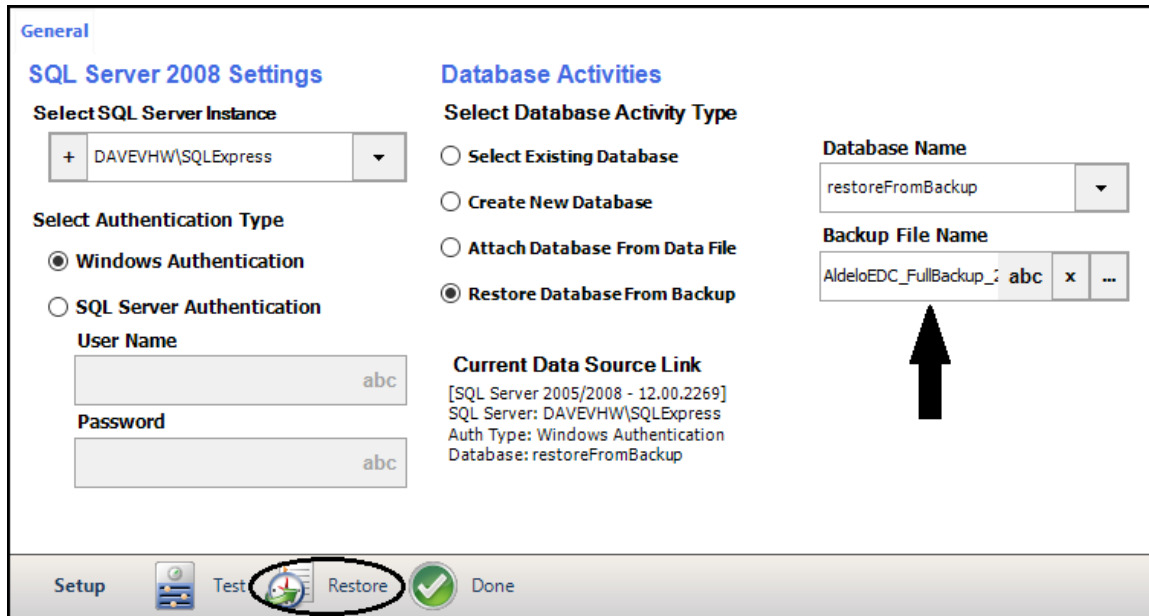 General
SQL Server 2008 Settings
Select SQL Server Instance
+ DAVEVHW\SQLExpress
Select Authentication Type
Windows Authentication
SQL Server Authentication
User Name
abc
Password
abc
Database Activities
Select Database Activity Type
Select Existing Database
Create New Database
Attach Database From Data File
Restore Database From Backup
Database Name
restoreFromBackup
Backup File Name
AldeloEDC_FullBackup_2 abc x ...
Current Data Source Link
[SQL Server 2005/2008 - 12.00.2269]
SQL Server: DAVEVHW\SQLExpress
Auth Type: Windows Authentication
Database: restoreFromBackup
Setup Test Restore Done